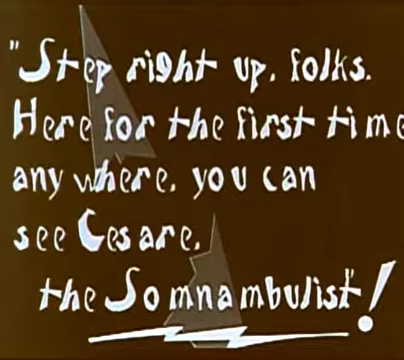 "Step right up, folks.
Here for the first time
any where, you can
see Cesare,
the Somnambulist"!